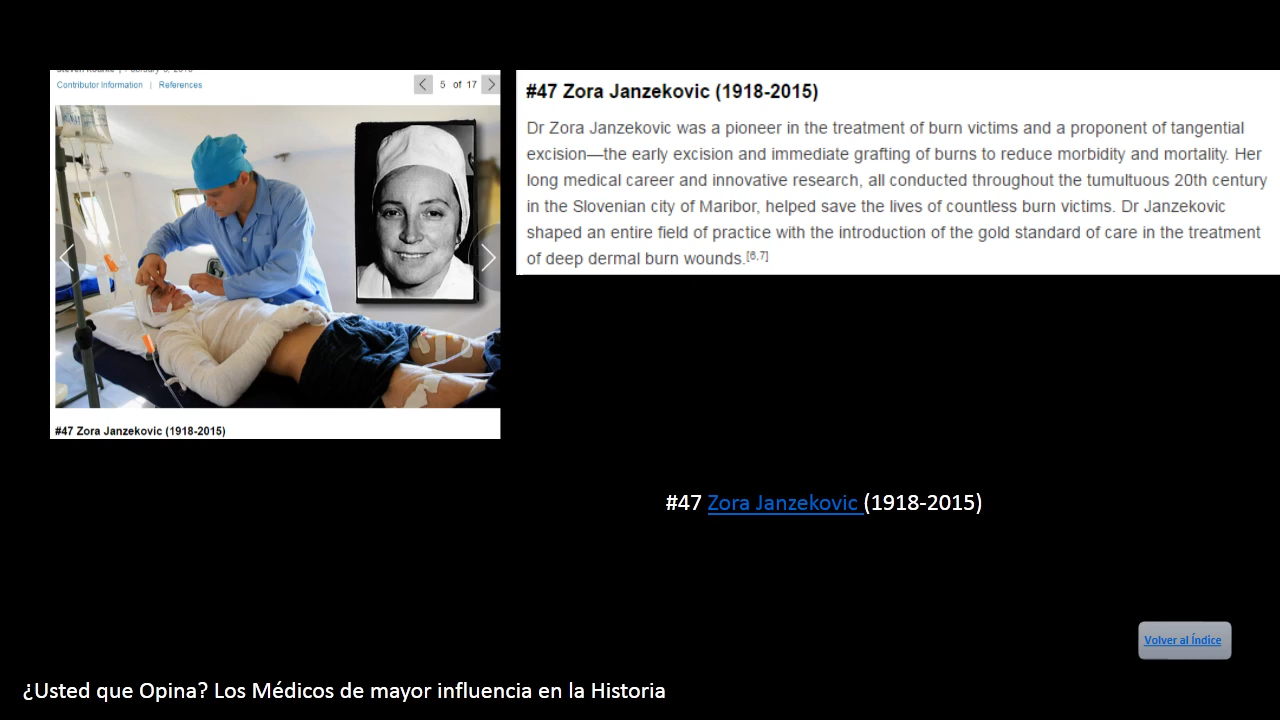 Contributor Information | References
5 of 17
#47 Zora Janzekovic (1918-2015)
#47 Zora Janzekovic (1918-2015)
Dr Zora Janzekovic was a pioneer in the treatment of burn victims and a proponent of tangential
excision—the early excision and immediate grafting of burns to reduce morbidity and mortality. Her
long medical career and innovative research, all conducted throughout the tumultuous 20th century
in the Slovenian city of Maribor, helped save the lives of countless burn victims. Dr Janzekovic
shaped an entire field of practice with the introduction of the gold standard of care in the treatment
of deep dermal burn wounds.[6,7]
#47 Zora Janzekovic (1918-2015)
Volver al Índice
¿Usted que Opina? Los Médicos de mayor influencia en la Historia